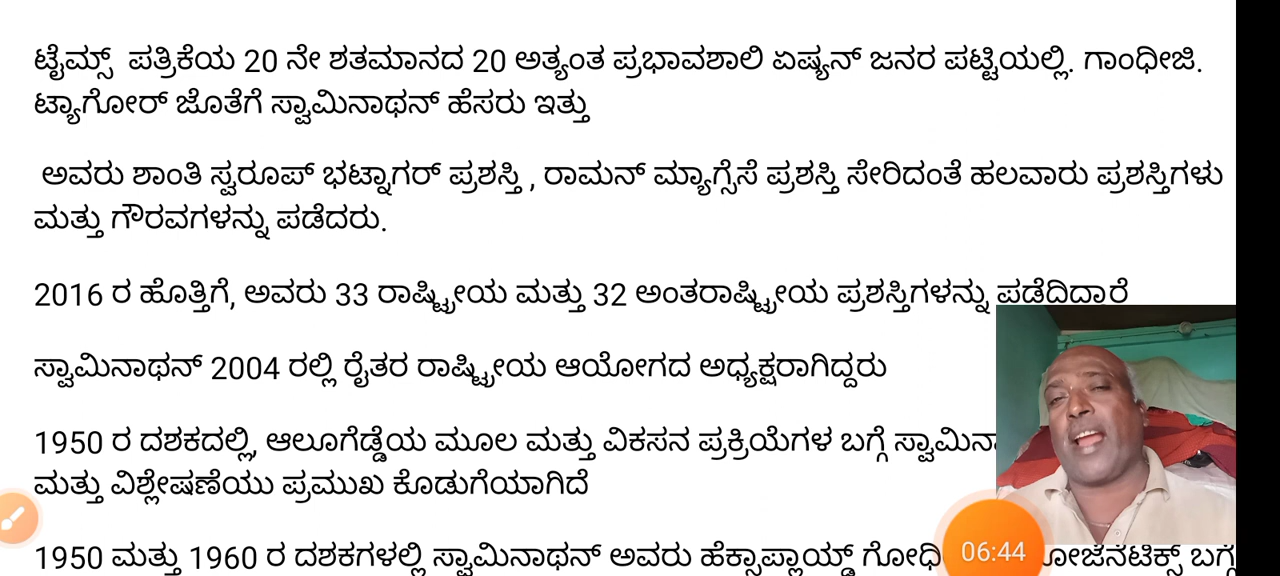 ಟೈಮ್ಸ್ ಪತ್ರಿಕೆಯ 20 ನೇ ಶತಮಾನದ 20 ಅತ್ಯಂತ ಪ್ರಭಾವಶಾಲಿ ಏಷ್ಯನ್ ಜನರ ಪಟ್ಟಿಯಲ್ಲಿ. ಗಾಂಧೀಜಿ.
ಟ್ಯಾಗೋರ್ ಜೊತೆಗೆ ಸ್ವಾಮಿನಾಥನ್ ಹೆಸರು ಇತ್ತು
ಅವರು ಶಾಂತಿ ಸ್ವರೂಪ್ ಭಟ್ನಾಗರ್ ಪ್ರಶಸ್ತಿ , ರಾಮನ್ ಮ್ಯಾಗ್ಸೆಸೆ ಪ್ರಶಸ್ತಿ ಸೇರಿದಂತೆ ಹಲವಾರು ಪ್ರಶಸ್ತಿಗಳು
ಮತ್ತು ಗೌರವಗಳನ್ನು ಪಡೆದರು.
2016 ರ ಹೊತ್ತಿಗೆ, ಅವರು 33 ರಾಷ್ಟ್ರೀಯ ಮತ್ತು 32 ಅಂತರಾಷ್ಟ್ರೀಯ ಪ್ರಶಸ್ತಿಗಳನ್ನು ಪಡೆದಿದಾರೆ
ಸ್ವಾಮಿನಾಥನ್ 2004 ರಲ್ಲಿ ರೈತರ ರಾಷ್ಟ್ರೀಯ ಆಯೋಗದ ಅಧ್ಯಕ್ಷರಾಗಿದ್ದರು
1950 ರ ದಶಕದಲ್ಲಿ, ಆಲೂಗೆಡ್ಡೆಯ ಮೂಲ ಮತ್ತು ವಿಕಸನ ಪ್ರಕ್ರಿಯೆಗಳ ಬಗ್ಗೆ
ಮತ್ತು ವಿಶ್ಲೇಷಣೆಯು ಪ್ರಮುಖ ಕೊಡುಗೆಯಾಗಿದೆ
1950 ಮತ್ತು 1960 ರ ದಶಕಗಳಲ್ಲಿ ಸ್ವಾಮಿನಾಥನ್ ಅವರು ಹೆಕ್ಸಾಪ್ಲಾಯ್ಡ್
06:44